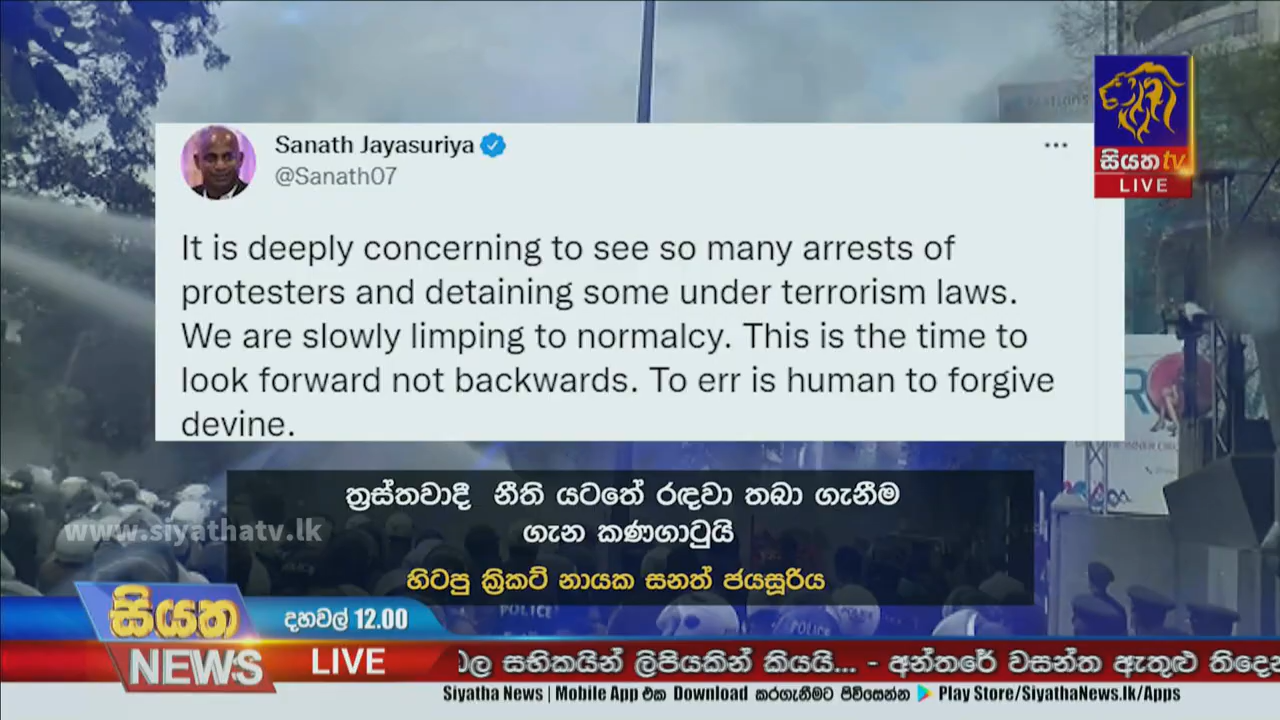 Sanath Jayasuriya
@Sanath07
සියත tv
LIVE
It is deeply concerning to see so many arrests of
protesters and detaining some under terrorism laws.
We are slowly limping to normalcy. This is the time to
look forward not backwards. To err is human to forgive
devine.
ත්‍රස්තවාදී නීති යටතේ රඳවා තබා ගැනීම
ගැන කණගාටුයි
www.siyathatv.lk
හිටපු ක්‍රිකට් නායක සනත් ජයසූරිය
POLICE
POLICE
සියත
NEWS
දහවල් 12.00
LIVE
සභිකයින් ලිපියකින් කියයි... - අන්තරේ වසන්ත ඇතුළු
Siyatha News | Mobile App එක Download කරගැනීමට පිවිසෙන්න Play Store/SiyathaNews.lk/Apps